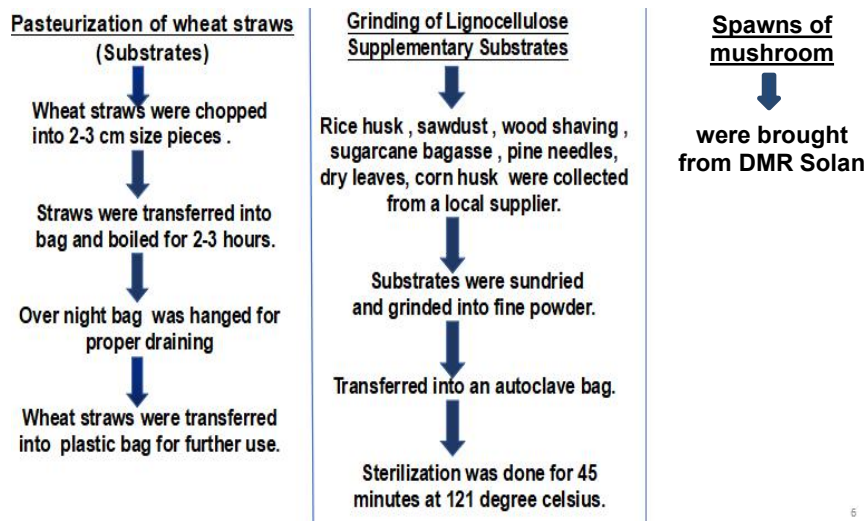 Pasteurization of wheat straws
(Substrates)
Wheat straws were chopped
into 2-3 cm size pieces .
Straws were transferred into
bag and boiled for 2-3 hours.
Over night bag was hanged for
proper draining
Wheat straws were transferred
into plastic bag for further use.
Grinding of Lignocellulose
Supplementary Substrates
Rice husk , sawdust , wood shaving ,
sugarcane bagasse , pine needles,
dry leaves, corn husk were collected
from a local supplier.
Substrates were sundried
and grinded into fine powder.
Transferred into an autoclave bag.
Sterilization was done for 45
minutes at 121 degree celsius.
Spawns of
mushroom
were brought
from DMR Solan
6